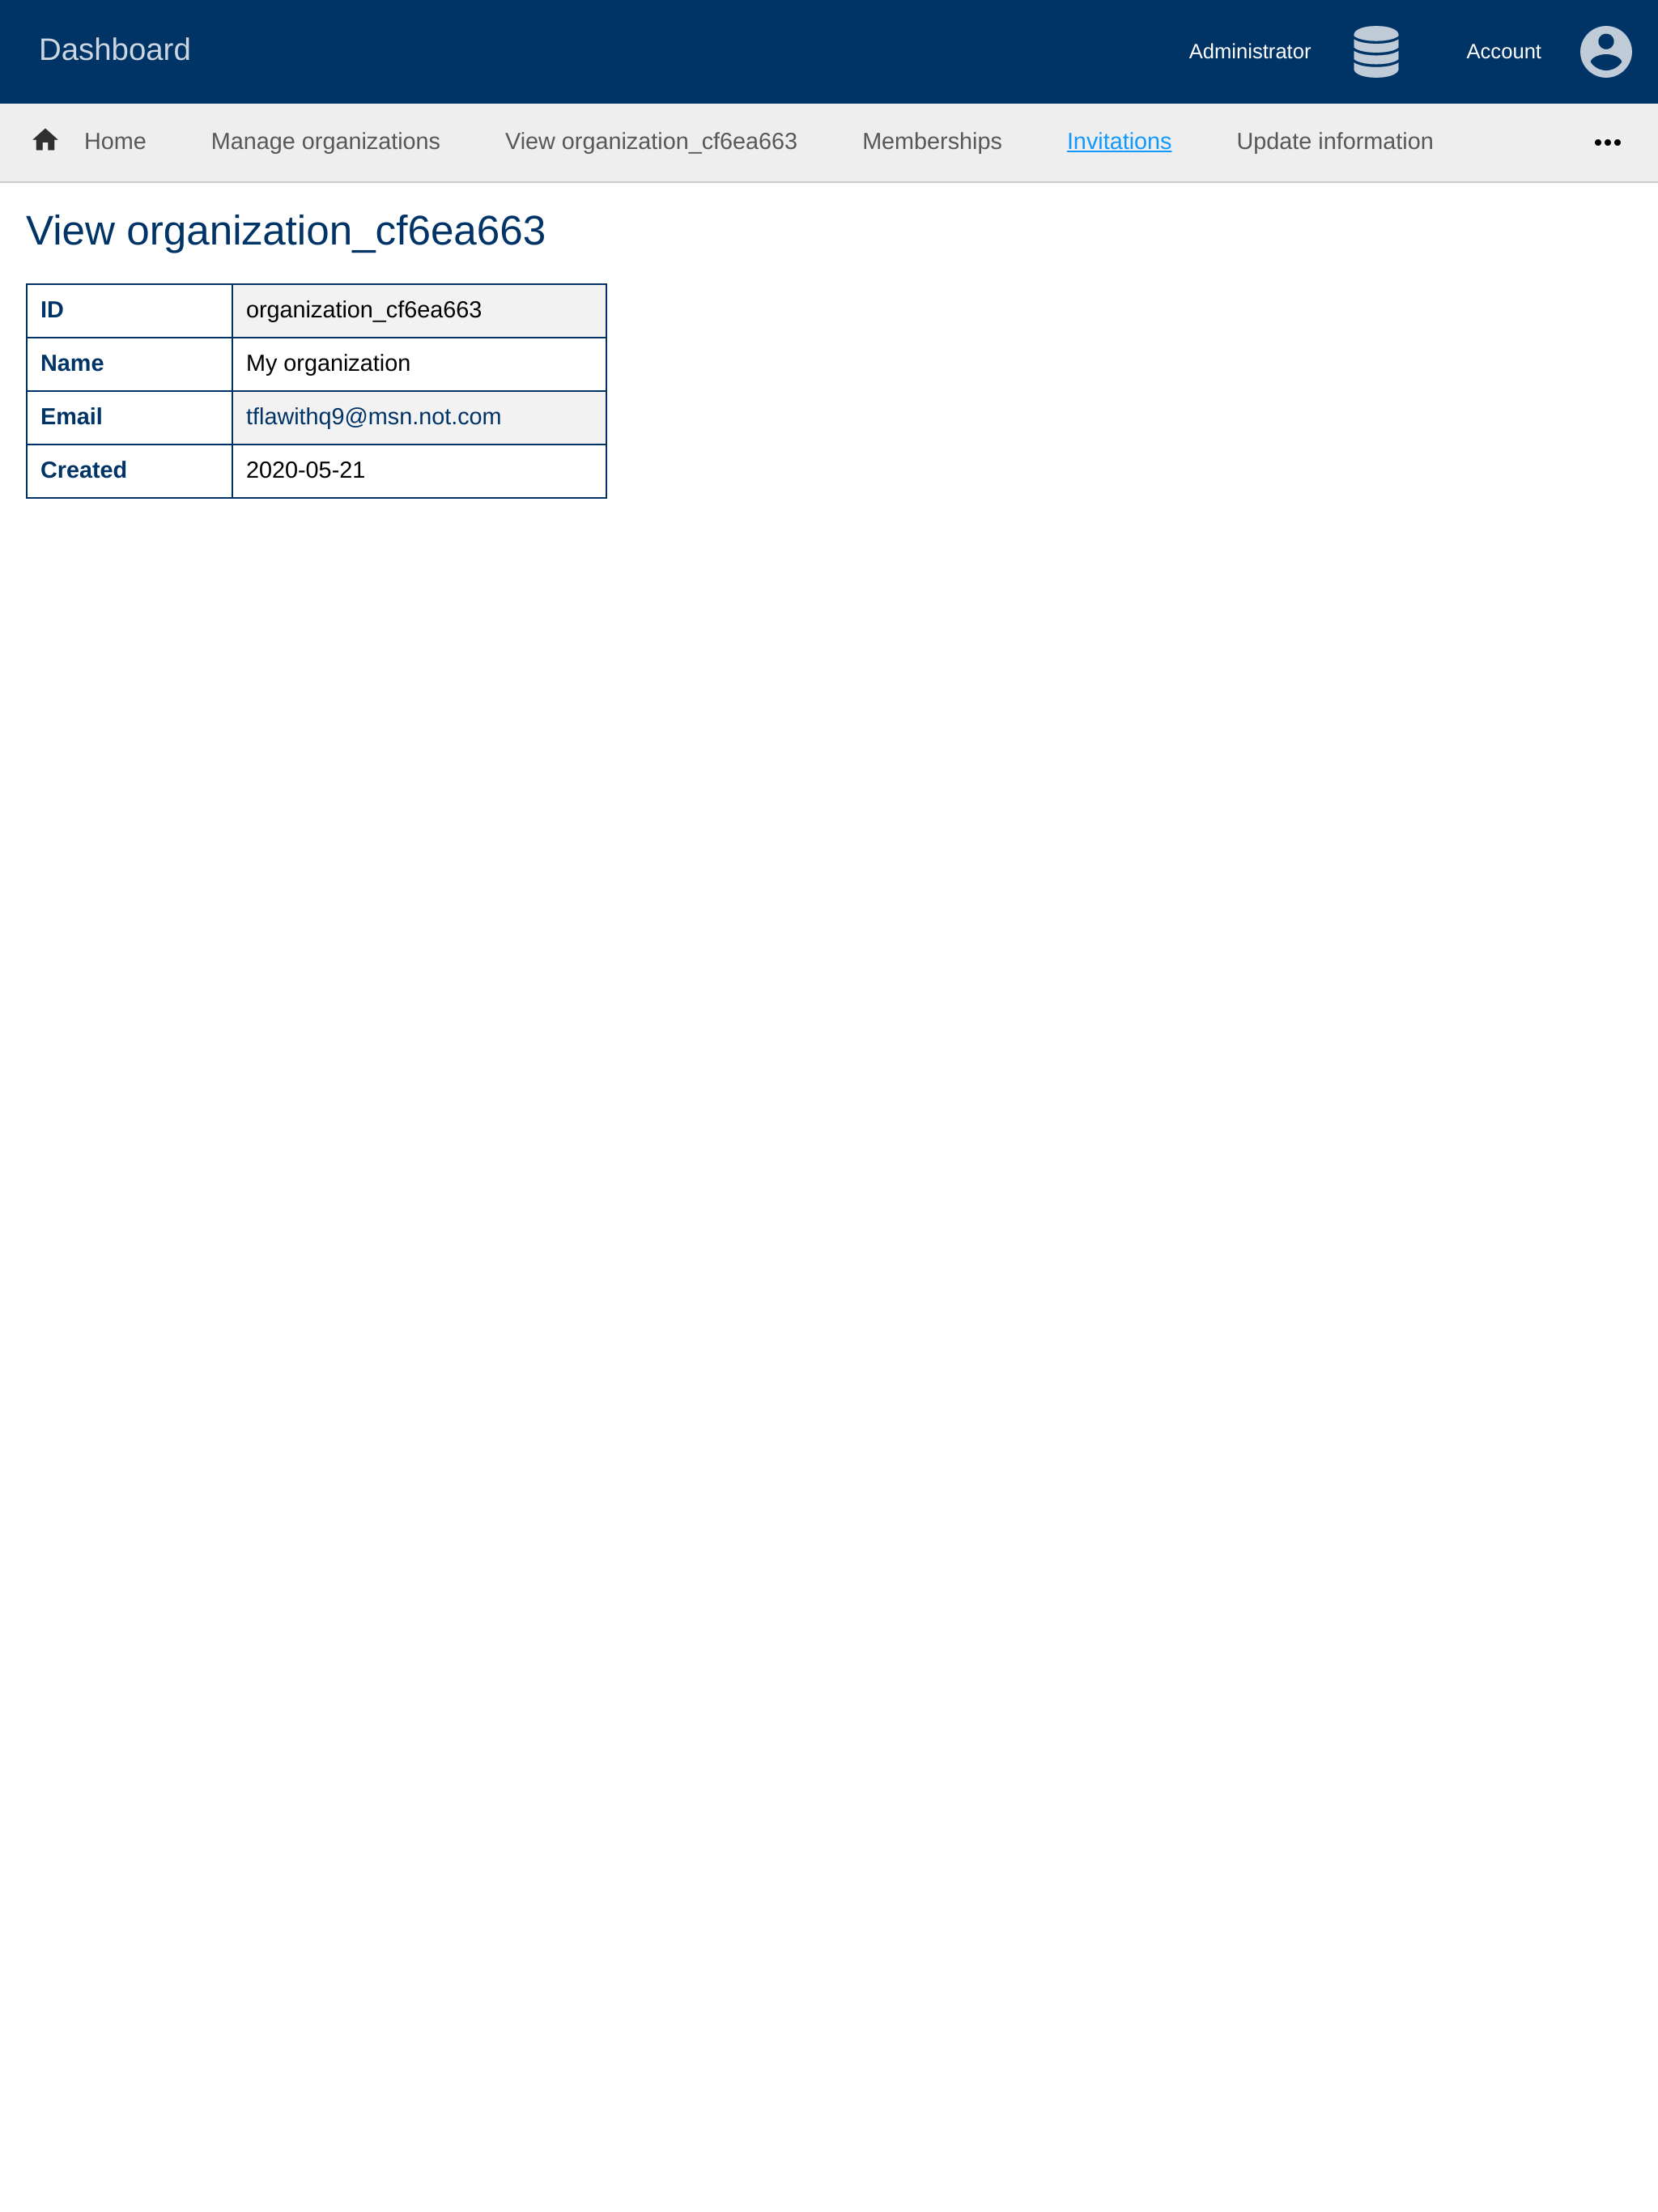 Dashboard Administrator Account
Home Manage organizations View organization_cf6ea663 Memberships Invitations Update information •••
View organization_cf6ea663
ID organization_cf6ea663
Name My organization
Email tflawithq9@msn.not.com
Created 2020-05-21